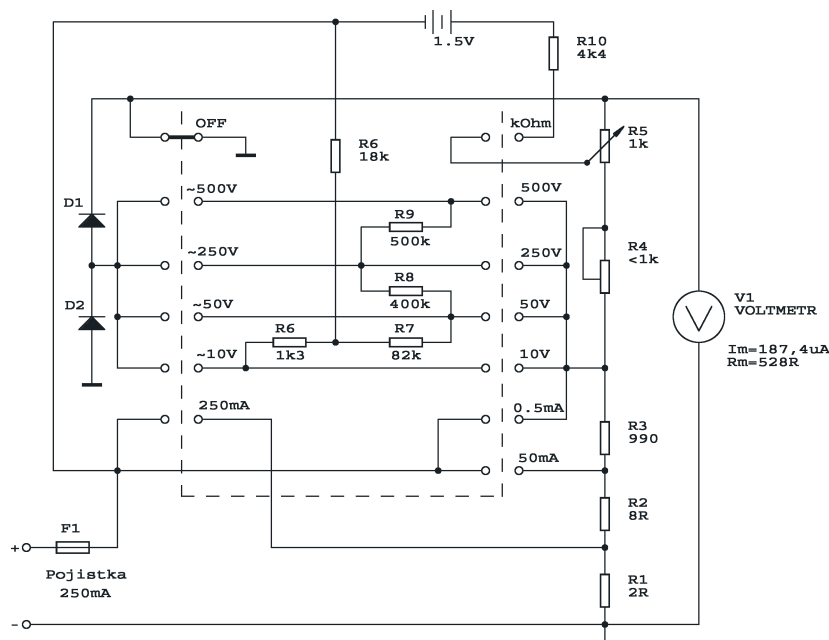 1.5V
R10
4k4
OFF
kOhm
R5
1k
R6
18k
~500V
500V
D1
R9
500k
~250V
250V
R4
<1k
R8
400k
D2
~50V
50V
V1
VOLTMETR
R6
1k3
R7
82k
~10V
10V
Im=187,4uA
Rm=528R
250mA
0.5mA
R3
990
50mA
R2
8R
F1
+
Pojistka
250mA
R1
2R
-